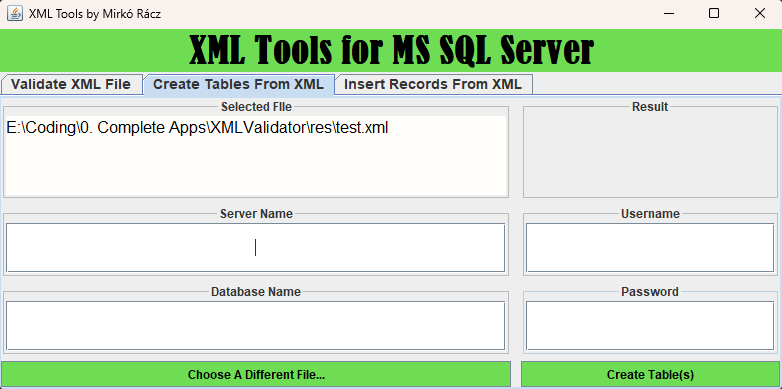 XML Tools by Mirkó Rácz
XML Tools for MS SQL Server
Validate XML File
Create Tables From XML
Insert Records From XML
Selected FIle
E:\Coding\0. Complete Apps\XMLValidator\res\test.xml
Result
Server Name
Username
Database Name
Password
Choose A Different File...
Create Table(s)